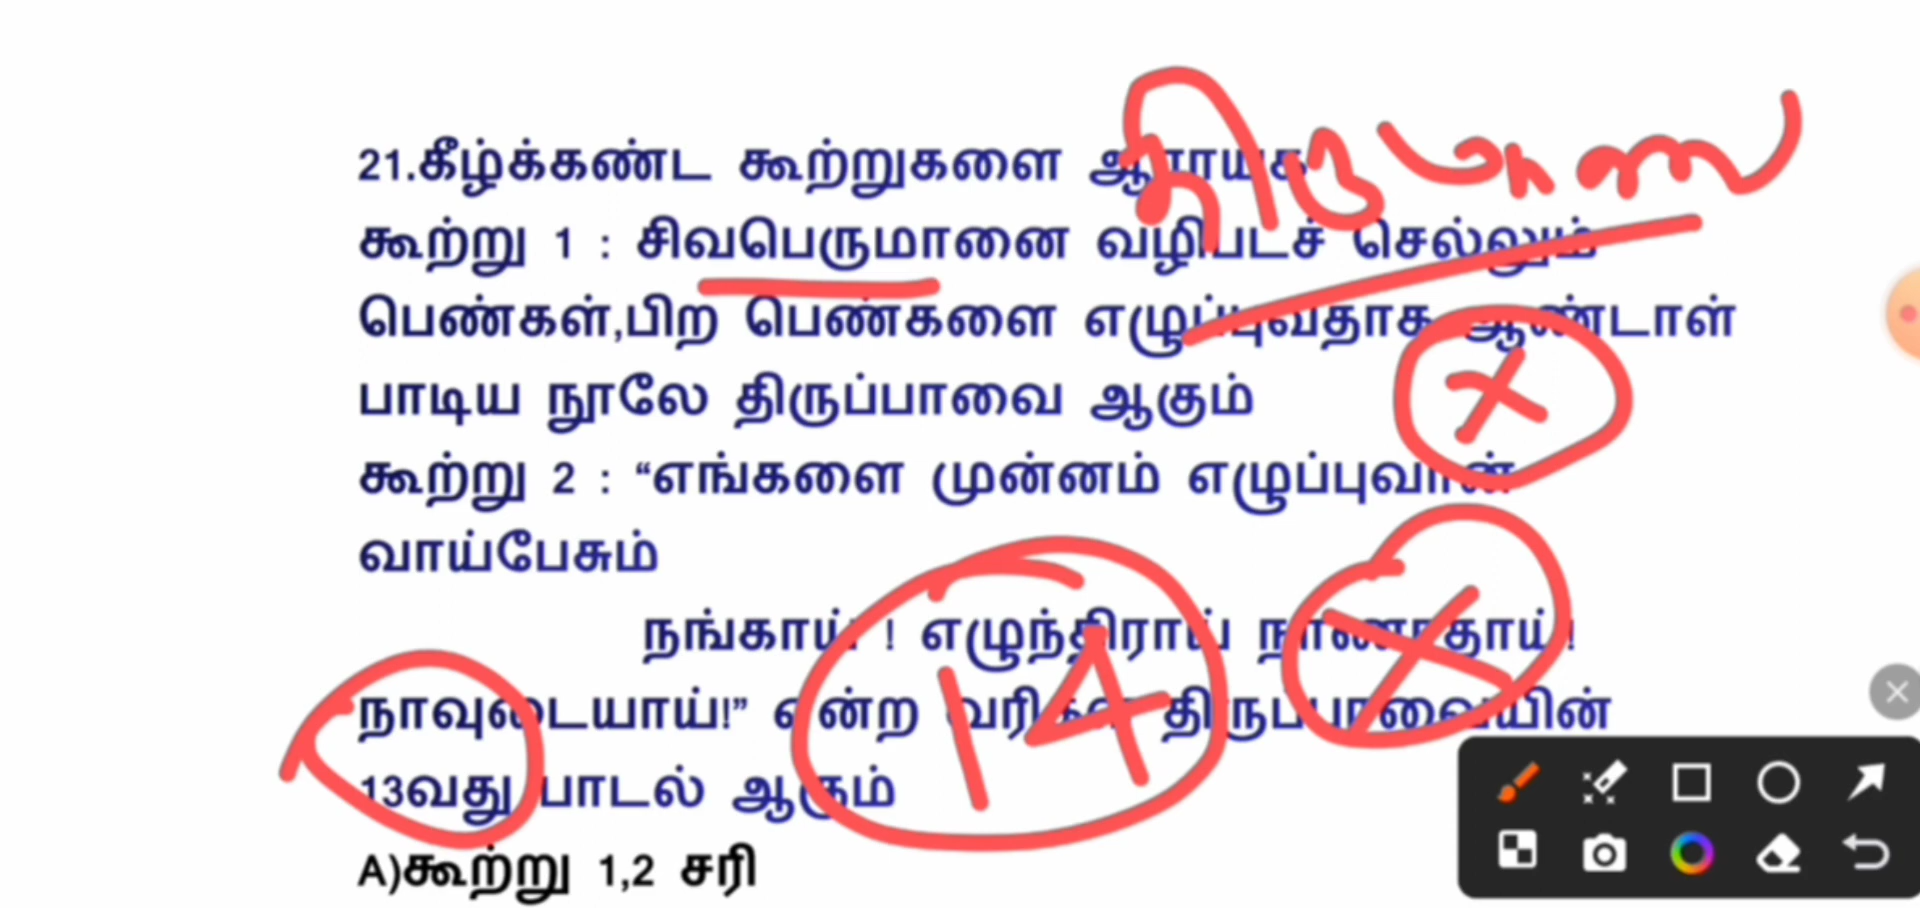 21.கீழ்க்கண்ட கூற்றுகளை ஆராய்க
திருமால்
கூற்று 1 : சிவபெருமானை வழிபடச் செல்லும்
பெண்கள்,பிற பெண்களை எழுப்புவதாக ஆண்டாள்
பாடிய நூலே திருப்பாவை ஆகும்
கூற்று 2 : “எங்களை முன்னம் எழுப்புவான்
வாய்பேசும்
நங்காய் ! எழுந்திராய் நாணாதாய்!
நாவுடையாய்!” என்ற வரிகள் திருப்பாவையின்
14
13வது பாடல் ஆகும்
A)கூற்று 1,2 சரி